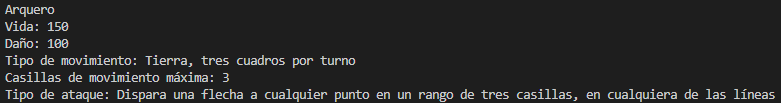 Arquero
Vida: 150
Daño: 100
Tipo de movimiento: Tierra, tres cuadros por turno
Casillas de movimiento máxima: 3
Tipo de ataque: Dispara una flecha a cualquier punto en un rango de tres casillas, en cualquiera de las líneas